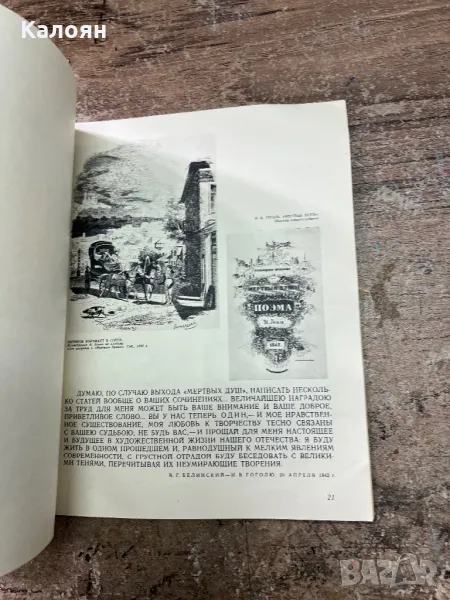 Калоян
ПОЭМА
1842
ДУМАЮ, ПО СЛУЧАЮ ВЫХОДА «МЕРТВЫХ ДУШ», НАПИСАТЬ НЕСКОЛЬ-
КО СТАТЕЙ ВООБЩЕ О ВАШИХ СОЧИНЕНИЯХ... ВЕЛИЧАЙШЕЮ НАГРАДОЮ
ЗА ТРУД ДЛЯ МЕНЯ МОЖЕТ БЫТЬ ВАШЕ ВНИМАНИЕ И ВАШЕ ДОБРОЕ,
ПРИВЕТЛИВОЕ СЛОВО... ВЫ У НАС ТЕПЕРЬ ОДИН,— И МОЕ НРАВСТВЕН-
НОЕ СУЩЕСТВОВАНИЕ, МОЯ ЛЮБОВЬ К ТВОРЧЕСТВУ ТЕСНО СВЯЗАНЫ
С ВАШЕЮ СУДЬБОЮ; НЕ БУДЬ ВАС,— И ПРОЩАЙ ДЛЯ МЕНЯ НАСТОЯЩЕЕ
И БУДУЩЕЕ В ХУДОЖЕСТВЕННОЙ ЖИЗНИ НАШЕГО ОТЕЧЕСТВА: Я БУДУ
ЖИТЬ В ОДНОМ ПРОШЕДШЕМ И, РАВНОДУШНЫЙ К МЕЛКИМ ЯВЛЕНИЯМ
СОВРЕМЕННОСТИ, С ГРУСТНОЙ ОТРАДОЙ БУДУ БЕСЕДОВАТЬ С ВЕЛИКИ-
МИ ТЕНЯМИ, ПЕРЕЧИТЫВАЯ ИХ НЕУМИРАЮЩИЕ ТВОРЕНИЯ.
В. Г. БЕЛИНСКИЙ—Н. В. ГОГОЛЮ. 20 АПРЕЛЯ 1842 г.
21
BAZAR.BG